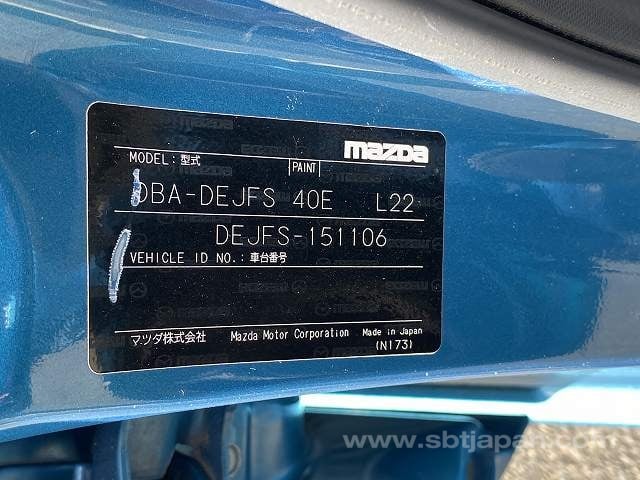 mazda
MODEL:型式 PAINT
DBA-DEJFS 40E L22
DEJFS-151106
VEHICLE ID NO.:車台番号
マツダ株式会社 Mazda Motor Corporation Made in Japan
(N173)
www.sbtjapan.com